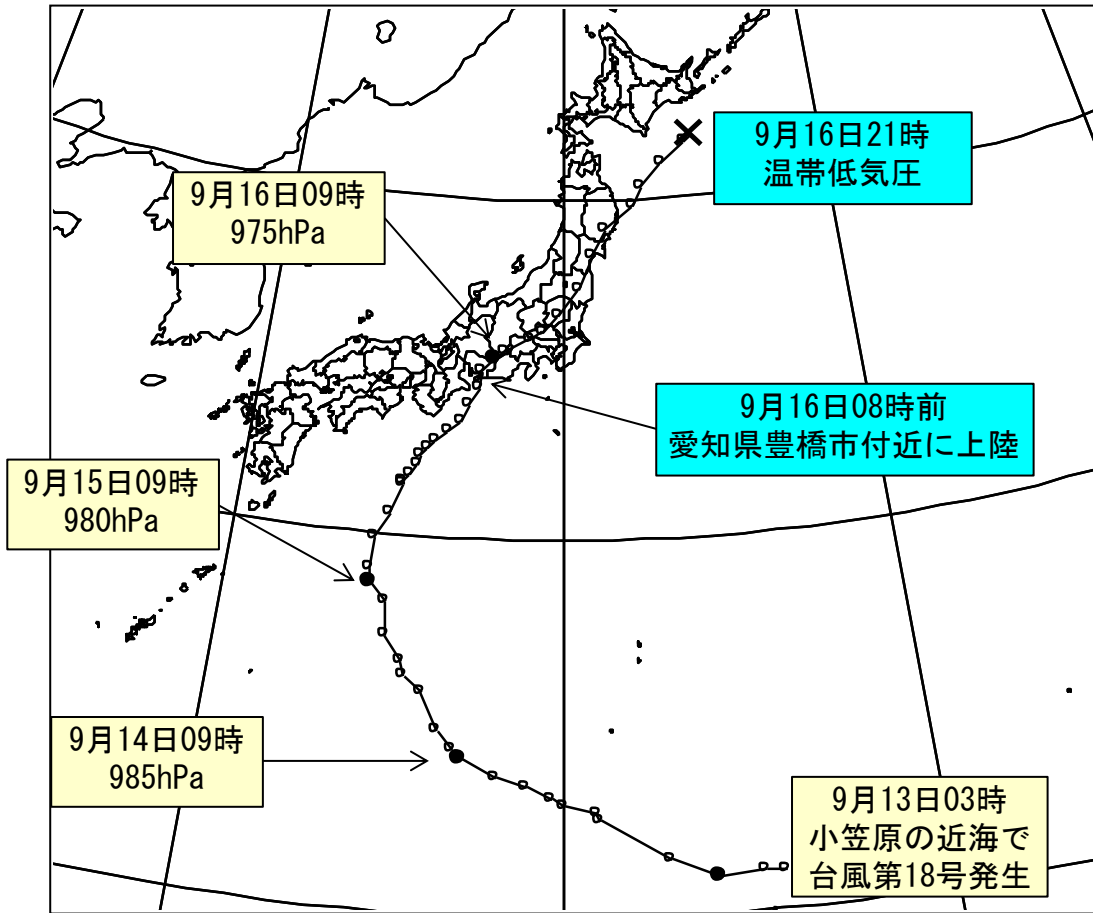 9月16日21時
温帯低気圧
9月16日09時
975hPa
9月16日08時前
愛知県豊橋市付近に上陸
9月15日09時
980hPa
9月14日09時
985hPa
9月13日03時
小笠原の近海で
台風第18号発生